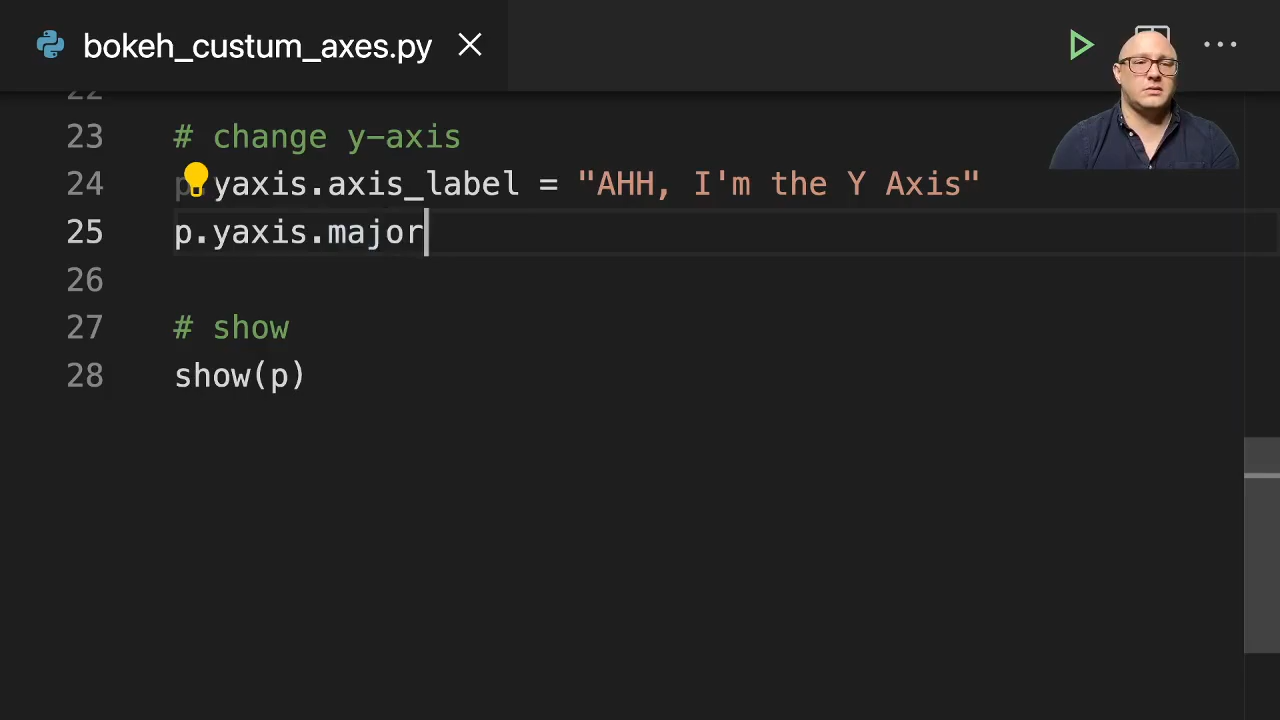 bokeh_custum_axes.py
22
23 # change y-axis
24 p.yaxis.axis_label = "AHH, I'm the Y Axis"
25 p.yaxis.major
26
27 # show
28 show(p)